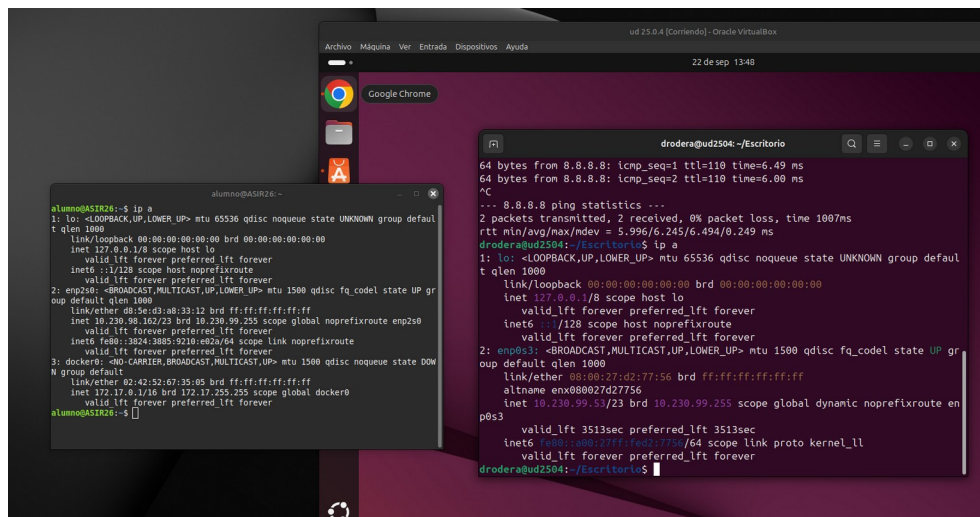 ud 25.0.4 [Corriendo] - Oracle VirtualBox
Archivo Máquina Ver Entrada Dispositivos Ayuda
22 de sep 13:48
Google Chrome
alumno@ASIR26: ~
alumno@ASIR26:~$ ip a
1: lo: <LOOPBACK,UP,LOWER_UP> mtu 65536 qdisc noqueue state UNKNOWN group defaul
t qlen 1000
link/loopback 00:00:00:00:00:00 brd 00:00:00:00:00:00
inet 127.0.0.1/8 scope host lo
valid_lft forever preferred_lft forever
inet6 ::1/128 scope host noprefixroute
valid_lft forever preferred_lft forever
2: enp2s0: <BROADCAST,MULTICAST,UP,LOWER_UP> mtu 1500 qdisc fq_codel state UP gr
oup default qlen 1000
link/ether d8:5e:d3:a8:33:12 brd ff:ff:ff:ff:ff:ff
inet 10.230.98.162/23 brd 10.230.99.255 scope global noprefixroute enp2s0
valid_lft forever preferred_lft forever
inet6 fe80::3824:3885:9210:e02a/64 scope link noprefixroute
valid_lft forever preferred_lft forever
3: docker0: <NO-CARRIER,BROADCAST,MULTICAST,UP> mtu 1500 qdisc noqueue state DOW
N group default
link/ether 02:42:52:67:35:05 brd ff:ff:ff:ff:ff:ff
inet 172.17.0.1/16 brd 172.17.255.255 scope global docker0
valid_lft forever preferred_lft forever
alumno@ASIR26:~$
drodera@ud2504: ~/Escritorio
64 bytes from 8.8.8.8: icmp_seq=1 ttl=110 time=6.49 ms
64 bytes from 8.8.8.8: icmp_seq=2 ttl=110 time=6.00 ms
^C
--- 8.8.8.8 ping statistics ---
2 packets transmitted, 2 received, 0% packet loss, time 1007ms
rtt min/avg/max/mdev = 5.996/6.245/6.494/0.249 ms
drodera@ud2504:~/Escritorio$ ip a
1: lo: <LOOPBACK,UP,LOWER_UP> mtu 65536 qdisc noqueue state UNKNOWN group defaul
t qlen 1000
link/loopback 00:00:00:00:00:00 brd 00:00:00:00:00:00
inet 127.0.0.1/8 scope host lo
valid_lft forever preferred_lft forever
inet6 ::1/128 scope host noprefixroute
valid_lft forever preferred_lft forever
2: enp0s3: <BROADCAST,MULTICAST,UP,LOWER_UP> mtu 1500 qdisc fq_codel state UP gr
oup default qlen 1000
link/ether 08:00:27:d2:77:56 brd ff:ff:ff:ff:ff:ff
altname enx080027d27756
inet 10.230.99.53/23 brd 10.230.99.255 scope global dynamic noprefixroute en
p0s3
valid_lft 3513sec preferred_lft 3513sec
inet6 fe80::a00:27ff:fed2:7756/64 scope link proto kernel_ll
valid_lft forever preferred_lft forever
drodera@ud2504:~/Escritorio$